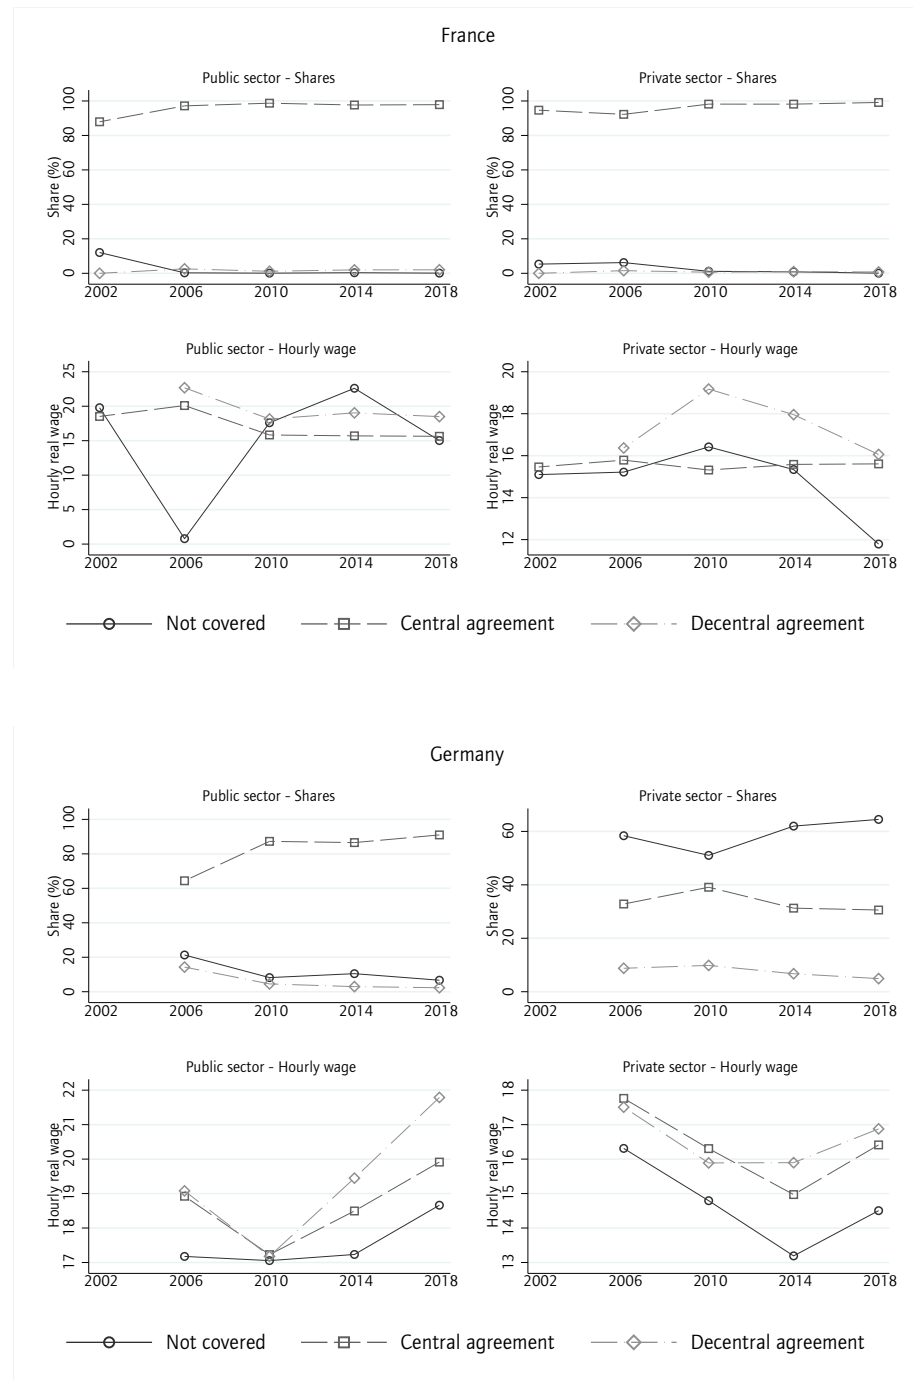 France
Public sector - Shares
Private sector - Shares
Share (%)
100
80
60
40
20
0
2002 2006 2010 2014 2018
Share (%)
100
80
60
40
20
0
2002 2006 2010 2014 2018
Public sector - Hourly wage
Private sector - Hourly wage
Hourly real wage
25
20
15
10
5
0
2002 2006 2010 2014 2018
Hourly real wage
20
18
16
14
12
2002 2006 2010 2014 2018
Not covered Central agreement Decentral agreement
Germany
Public sector - Shares
Private sector - Shares
Share (%)
100
80
60
40
20
0
2002 2006 2010 2014 2018
Share (%)
60
40
20
0
2002 2006 2010 2014 2018
Public sector - Hourly wage
Private sector - Hourly wage
Hourly real wage
22
21
20
19
18
17
2002 2006 2010 2014 2018
Hourly real wage
18
17
16
15
14
13
2002 2006 2010 2014 2018
Not covered Central agreement Decentral agreement